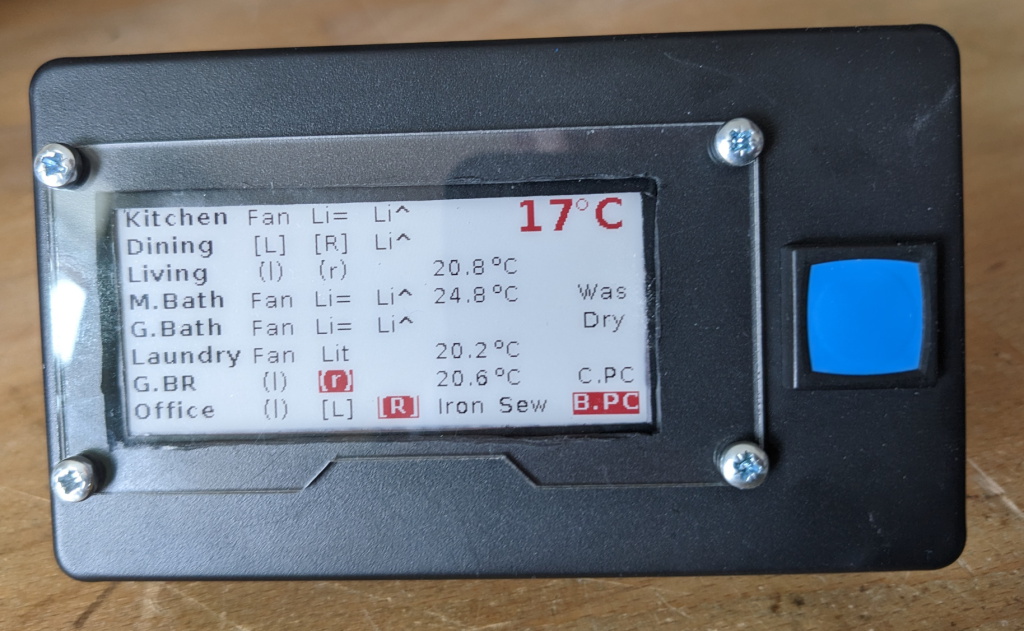 Kitchen Fan Li= Li^ 17°C
Dining [L] [R] Li^
Living (l) (r) 20.8°C
M.Bath Fan Li= Li^ 24.8°C Was
G.Bath Fan Li= Li^ Dry
Laundry Fan Lit 20.2°C
G.BR (l) (r) 20.6°C C.PC
Office (l) [L] [R] Iron Sew B.PC